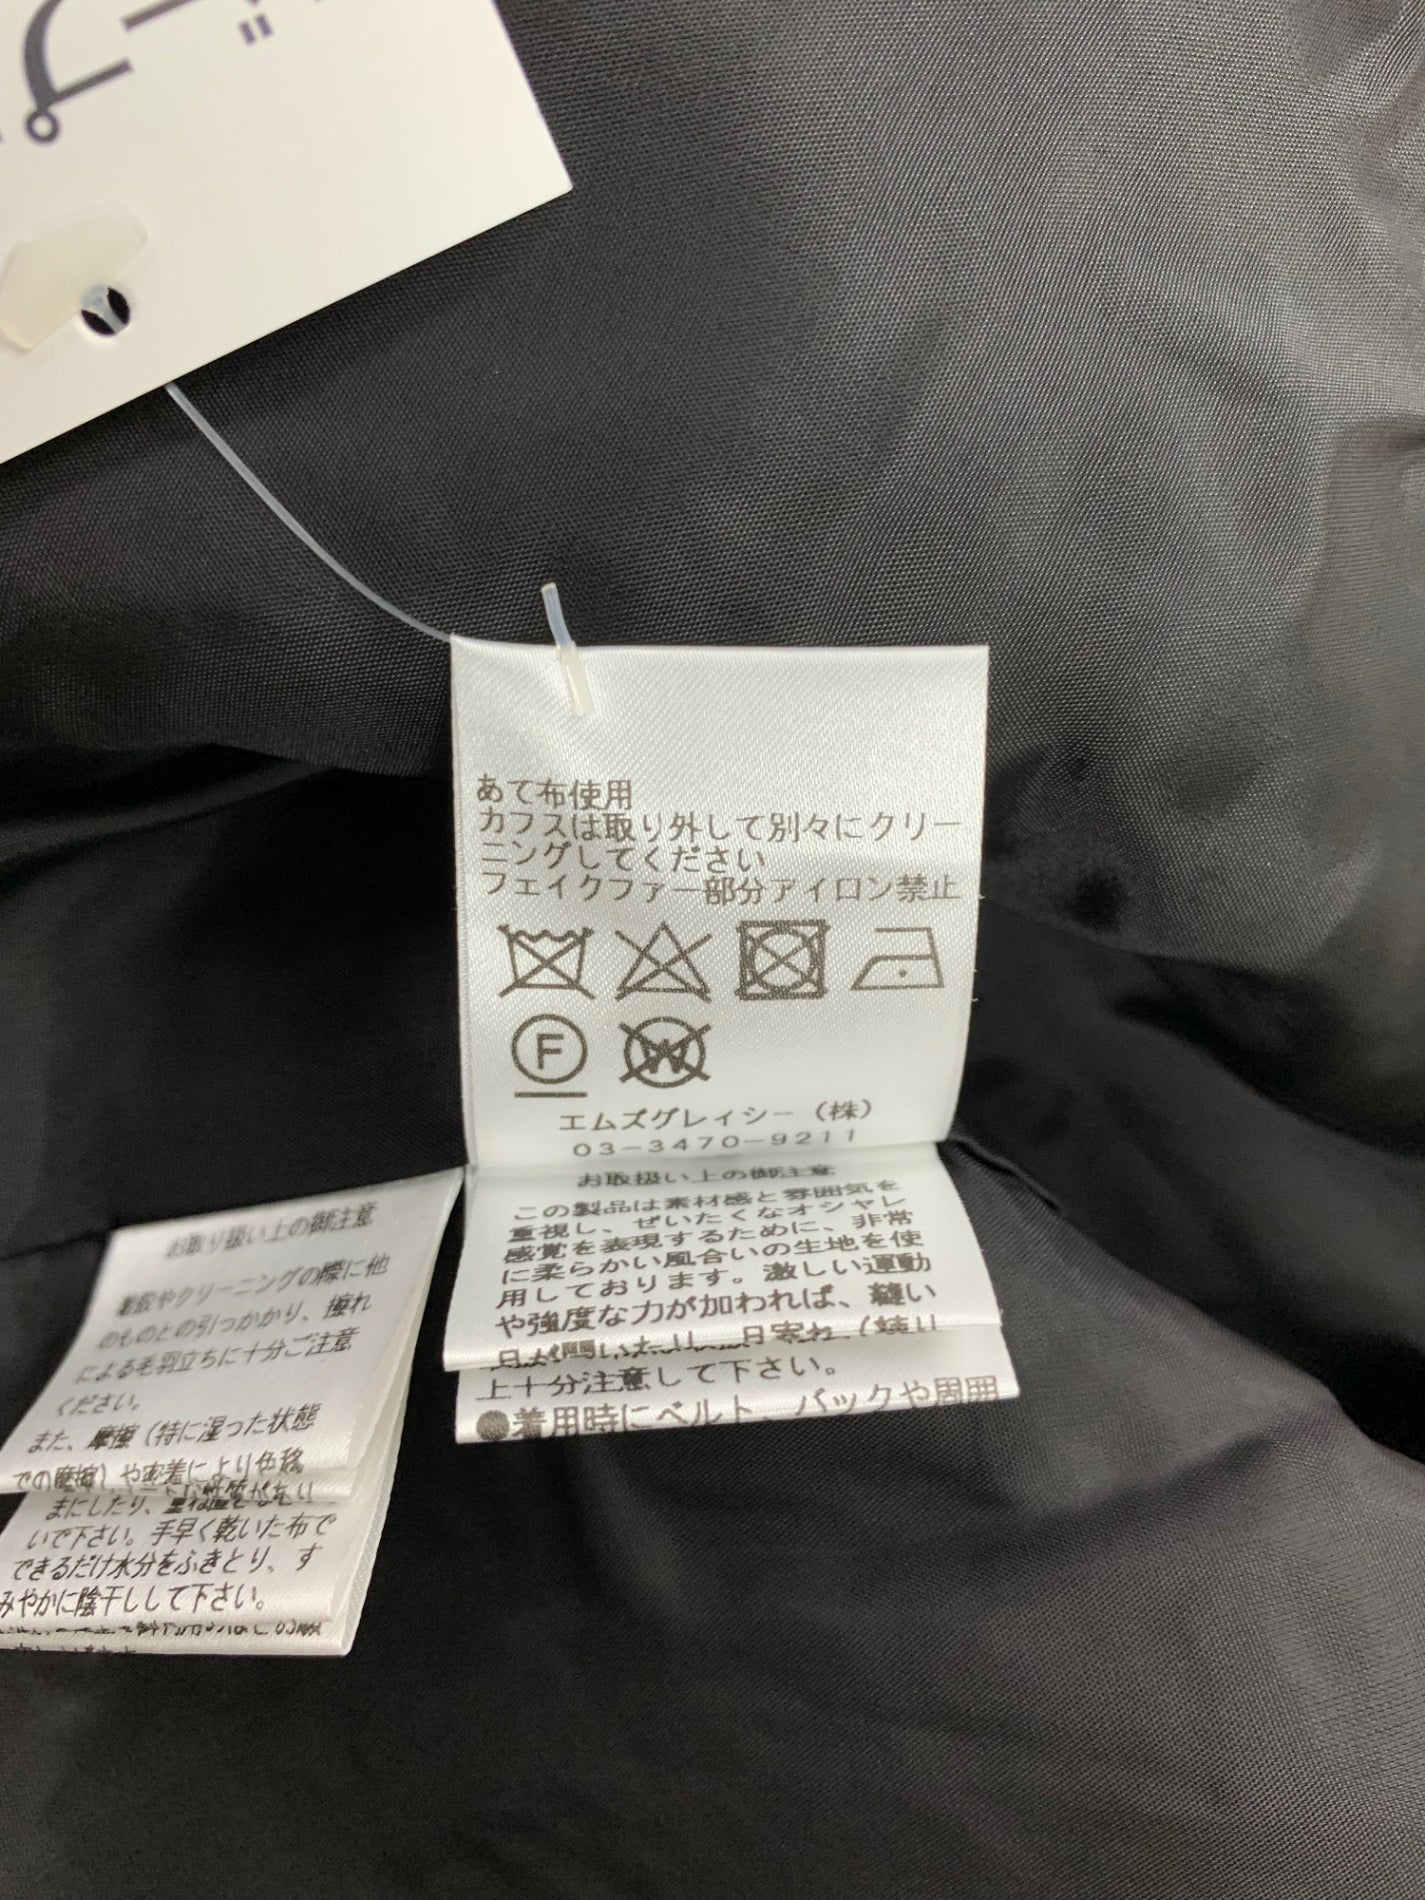 プ
あて布使用
カフスは取り外して別々にクリー
ニングしてください
フェイクファー部分アイロン禁止
F W
エムズグレイシー（株）
03-3470-9211
お取扱い上の御注意
この製品は素材感と雰囲気を
重視し、ぜいたくなオシャレ
感覚を表現するために、非常
に柔らかい風合いの生地を使
用しております。激しい運動
や強度な力が加われば、縫い
上十分注意して下さい。
●着用時にベルト、バックや周囲
お取り扱い上の御注意
着脱やクリーニングの際に他
のものとの引っかかり、擦れ
による毛羽立ちに十分ご注意
ください。
また、摩擦（特に湿った状態
での摩擦）や密着により色移
まにしたり、重ね置きしな
いで下さい。手早く乾いた布で
できるだけ水分をふきとり、す
みやかに陰干しして下さい。